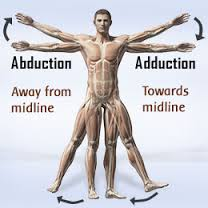 Abduction
Away from
midline
Adduction
Towards
midline